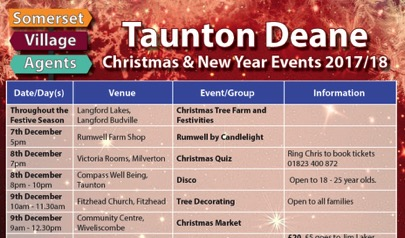 Somerset
Village
Agents
Taunton Deane
Christmas & New Year Events 2017/18
Date/Day(s) Venue Event/Group Information
Throughout the Festive Season Langford Lakes, Langford Budville Christmas Tree Farm and Festivities
7th December 5pm Rumwell Farm Shop Rumwell by Candlelight
8th December 7pm Victoria Rooms, Milverton Christmas Quiz Ring Chris to book tickets 01823 400 872
8th December 8pm - 10pm Compass Well Being, Taunton Disco Open to 18 - 25 year olds.
9th December 10am - 11.30am Fitzhead Church, Fitzhead Tree Decorating Open to all families
9th December 9am - 12.30pm Community Centre, Wiveliscombe Christmas Market
£20. £5 goes to Jim Lakes